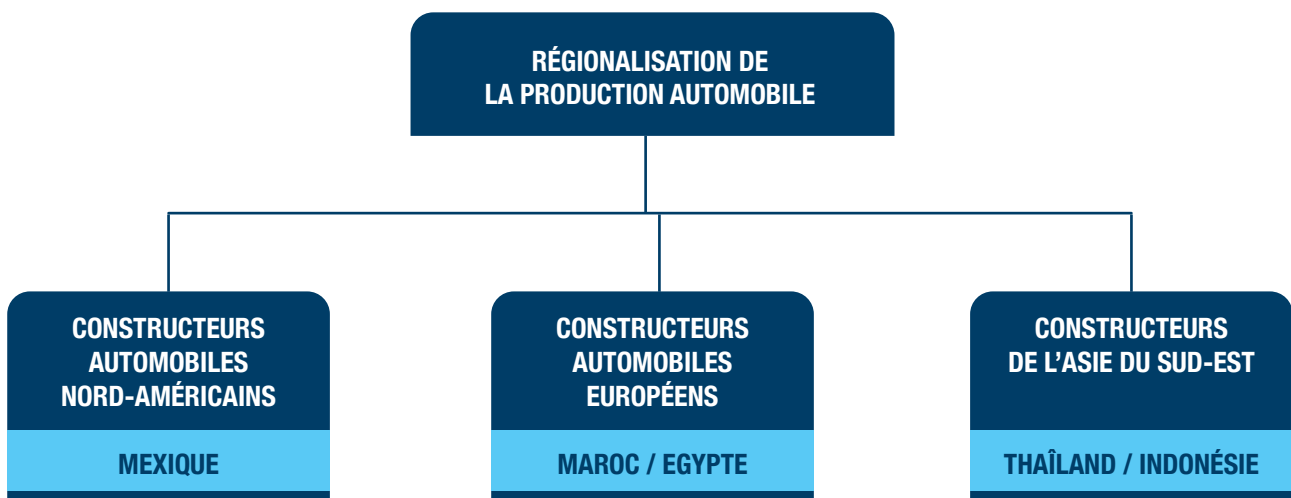 RÉGIONALISATION DE
LA PRODUCTION AUTOMOBILE
CONSTRUCTEURS
AUTOMOBILES
NORD-AMÉRICAINS
MEXIQUE
CONSTRUCTEURS
AUTOMOBILES
EUROPÉENS
MAROC / EGYPTE
CONSTRUCTEURS
DE L'ASIE DU SUD-EST
THAÎLAND / INDONÉSIE